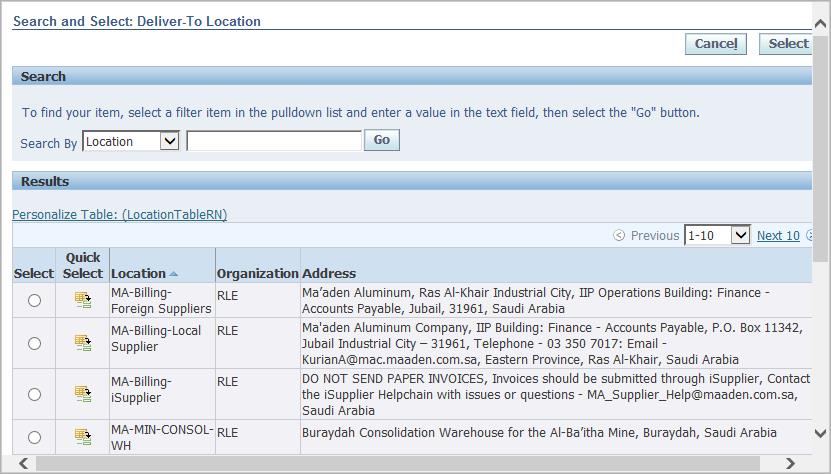 Search and Select: Deliver-To Location
Cancel Select
Search
To find your item, select a filter item in the pulldown list and enter a value in the text field, then select the "Go" button.
Search By Location Go
Results
Personalize Table: (LocationTableRN)
Previous 1-10 Next 10
Select Quick Select Location Organization Address
MA-Billing-
Foreign Suppliers
RLE
Ma’aden Aluminum, Ras Al-Khair Industrial City, IIP Operations Building: Finance -
Accounts Payable, Jubail, 31961, Saudi Arabia
MA-Billing-Local
Supplier
RLE
Ma'aden Aluminum Company, IIP Building: Finance - Accounts Payable, P.O. Box 11342,
Jubail Industrial City – 31961, Telephone - 03 350 7017: Email -
KurianA@mac.maaden.com.sa, Eastern Province, Ras Al-Khair, Saudi Arabia
MA-Billing-
iSupplier
RLE
DO NOT SEND PAPER INVOICES, Invoices should be submitted through iSupplier, Contact
the iSupplier Helpchain with issues or questions - MA_Supplier_Help@maaden.com.sa,
Saudi Arabia
MA-MIN-CONSOL-
WH
RLE
Buraydah Consolidation Warehouse for the Al-Ba’itha Mine, Buraydah, Saudi Arabia